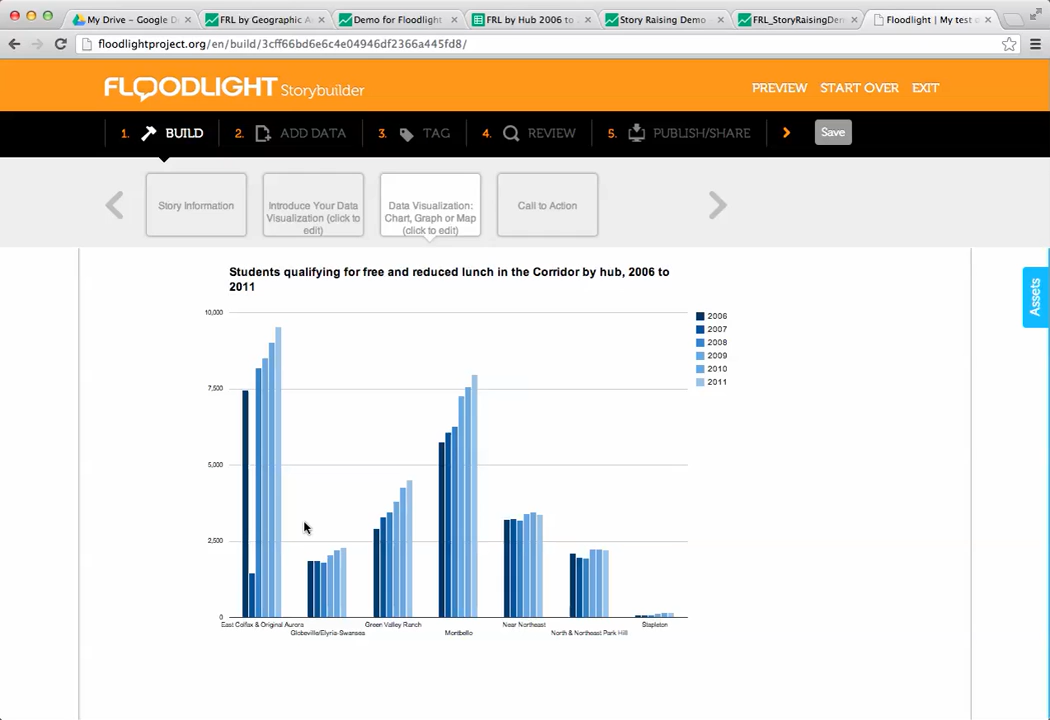 My Drive – Google D
FRL by Geographic A
Demo for Floodlight
FRL by Hub 2006 to
Story Raising Demo
FRL_StoryRaisingDem
Floodlight | My test
floodlightproject.org/en/build/3cff66bd6e6c4e04946df2366a445fd8/
FLOODLIGHT Storybuilder
PREVIEW START OVER EXIT
1. BUILD 2. ADD DATA 3. TAG 4. REVIEW 5. PUBLISH/SHARE Save
Story Information
Introduce Your Data
Visualization (click to
edit)
Data Visualization:
Chart, Graph or Map
(click to edit)
Call to Action
Assets
Students qualifying for free and reduced lunch in the Corridor by hub, 2006 to
2011
10,000
7,500
5,000
2,500
0
2006
2007
2008
2009
2010
2011
East Colfax & Original Aurora
Globeville/Elyria-Swansea
Green Valley Ranch
Montbello
Near Northeast
North & Northeast Park Hill
Stapleton